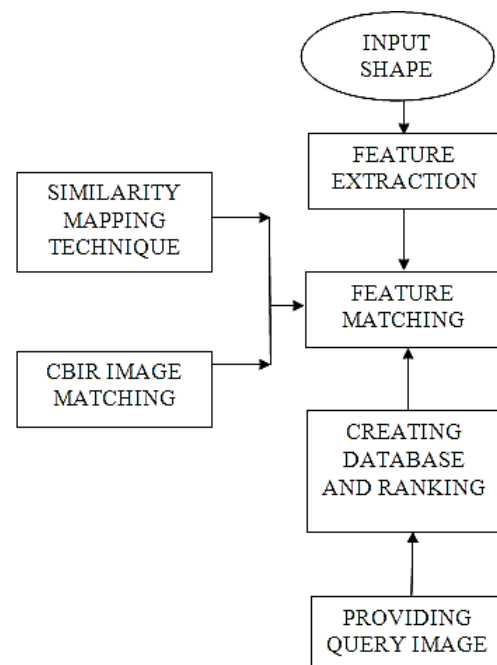 INPUT
SHAPE
FEATURE
EXTRACTION
SIMILARITY
MAPPING
TECHNIQUE
FEATURE
MATCHING
CBIR IMAGE
MATCHING
CREATING
DATABASE
AND RANKING
PROVIDING
QUERY IMAGE